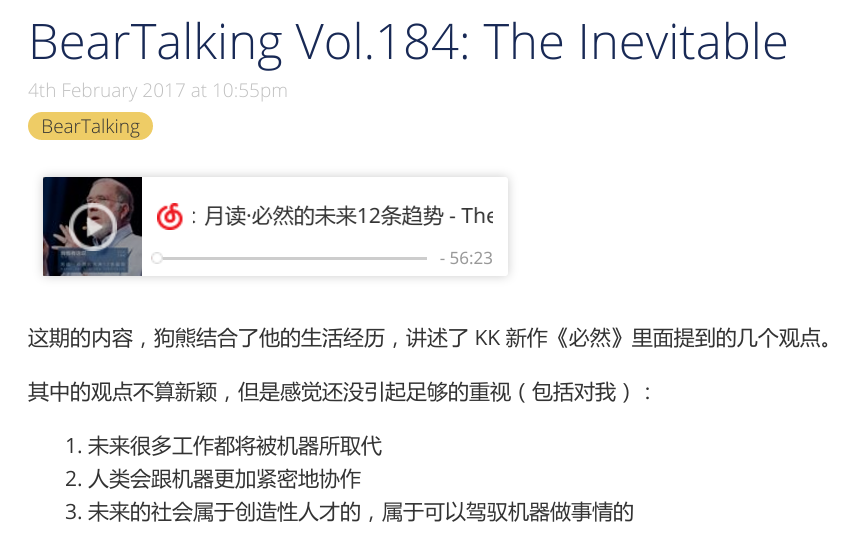 BearTalking Vol.184: The Inevitable
4th February 2017 at 10:55pm
BearTalking
：月读·必然的未来12条趋势 - The
- 56:23
这期的内容，狗熊结合了他的生活经历，讲述了 KK 新作《必然》里面提到的几个观点。
其中的观点不算新颖，但是感觉还没引起足够的重视（包括对我）：
1. 未来很多工作都将被机器所取代
2. 人类会跟机器更加紧密地协作
3. 未来的社会属于创造性人才的，属于可以驾驭机器做事情的